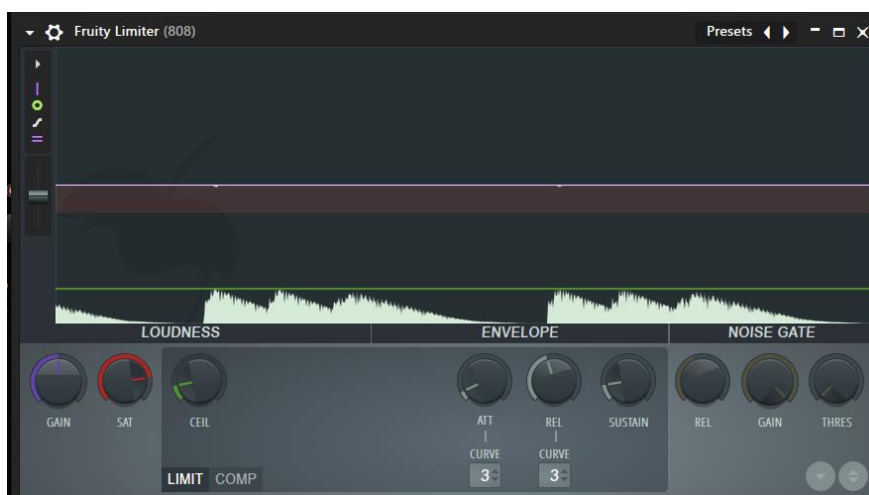 Fruity Limiter (808) Presets
LOUDNESS ENVELOPE NOISE GATE
GAIN SAT CEIL ATT REL SUSTAIN REL GAIN THRES
CURVE CURVE
3 3
LIMIT COMP